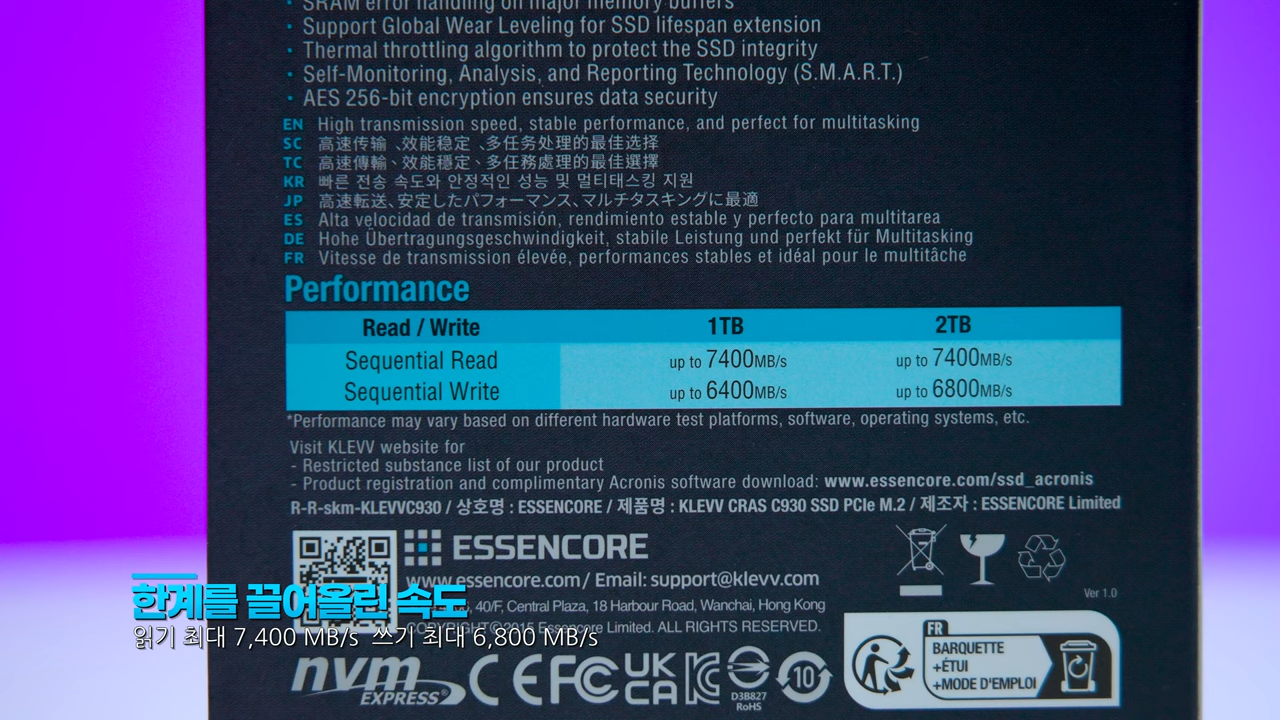 · SRAM error handling on major memory buffers
· Support Global Wear Leveling for SSD lifespan extension
· Thermal throttling algorithm to protect the SSD integrity
· Self-Monitoring, Analysis, and Reporting Technology (S.M.A.R.T.)
· AES 256-bit encryption ensures data security
EN High transmission speed, stable performance, and perfect for multitasking
SC 高速传输、效能稳定、多任务处理的最佳选择
TC 高速傳輸、效能穩定、多任務處理的最佳選擇
KR 빠른 전송 속도와 안정적인 성능 및 멀티태스킹 지원
JP 高速転送、安定したパフォーマンス、マルチタスキングに最適
ES Alta velocidad de transmisión, rendimiento estable y perfecto para multitarea
DE Hohe Übertragungsgeschwindigkeit, stabile Leistung und perfekt für Multitasking
FR Vitesse de transmission élevée, performances stables et idéal pour le multitâche
Performance
Read / Write 1TB 2TB
Sequential Read up to 7400MB/s up to 7400MB/s
Sequential Write up to 6400MB/s up to 6800MB/s
*Performance may vary based on different hardware test platforms, software, operating systems, etc.
Visit KLEVV website for
- Restricted substance list of our product
- Product registration and complimentary Acronis software download: www.essencore.com/ssd_acronis
R-R-skm-KLEVVC930 / 상호명 : ESSENCORE / 제품명 : KLEVV CRAS C930 SSD PCIe M.2 / 제조자 : ESSENCORE Limited
ESSENCORE
www.essencore.com / Email: support@klevv.com
40/F, Central Plaza, 18 Harbour Road, Wanchai, Hong Kong
COPYRIGHT©2015 Essencore Limited. ALL RIGHTS RESERVED.
Ver 1.0
한계를 끌어올린 속도
읽기 최대 7,400 MB/s 쓰기 최대 6,800 MB/s
nvm
EXPRESS®
CE FC UK
CA
D3B827
RoHS
10
FR
BARQUETTE
+ÉTUI
+MODE D'EMPLOI